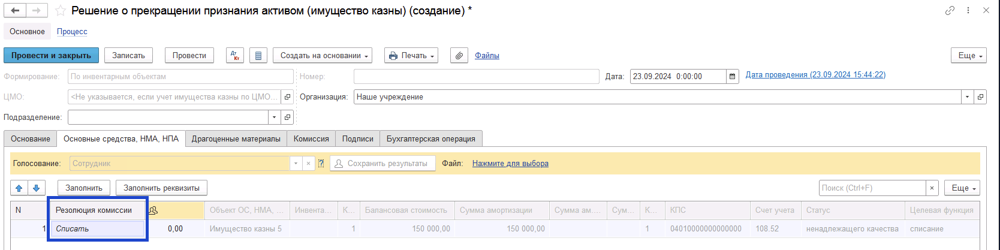 Решение о прекращении признания активом (имущество казны) (создание) *
Основное Процесс
Провести и закрыть Записать Провести Дт Кт Создать на основании Печать Файлы Еще
Формирование: По инвентарным объектам Номер: Дата: 23.09.2024 0:00:00 Дата проведения (23.09.2024 15:44:22)
ЦМО: <Не указывается, если учет имущества казны по ЦМО... Организация: Наше учреждение
Подразделение:
Основание Основные средства, НМА, НПА Драгоценные материалы Комиссия Подписи Бухгалтерская операция
Голосование: Сотрудник ? Сохранить результаты Файл: Нажмите для выбора
Заполнить Заполнить реквизиты Поиск (Ctrl+F) × Еще
N Резолюция комиссии Объект ОС, НМА, ... Инвента... К... Балансовая стоимость Сумма амортизации Сумма ам.... Сум... К... КПС Счет учета Статус Целевая функция
1 Списать 0,00 Имущество казны 5 1 150 000,00 150 000,00 1 04010000000000000 108.52 ненадлежащего качества списание